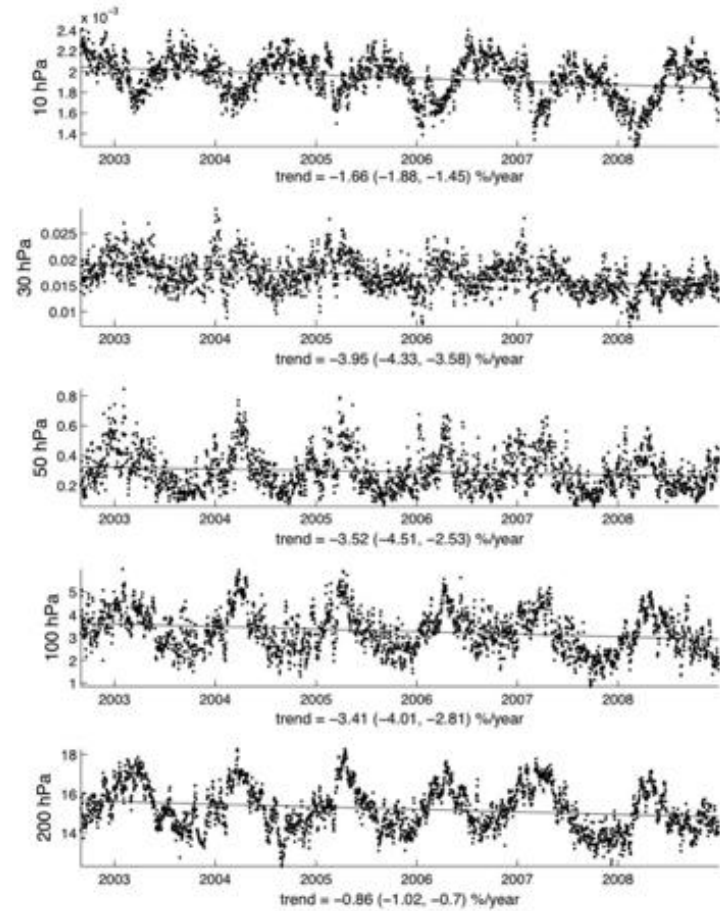 x 10⁻³
2.4
2.2
2
1.8
1.6
1.4
10 hPa
2003 2004 2005 2006 2007 2008
trend = −1.66 (−1.88, −1.45) %/year
0.025
0.02
0.015
0.01
30 hPa
2003 2004 2005 2006 2007 2008
trend = −3.95 (−4.33, −3.58) %/year
0.8
0.6
0.4
0.2
50 hPa
2003 2004 2005 2006 2007 2008
trend = −3.52 (−4.51, −2.53) %/year
5
4
3
2
1
100 hPa
2003 2004 2005 2006 2007 2008
trend = −3.41 (−4.01, −2.81) %/year
18
16
14
200 hPa
2003 2004 2005 2006 2007 2008
trend = −0.86 (−1.02, −0.7) %/year